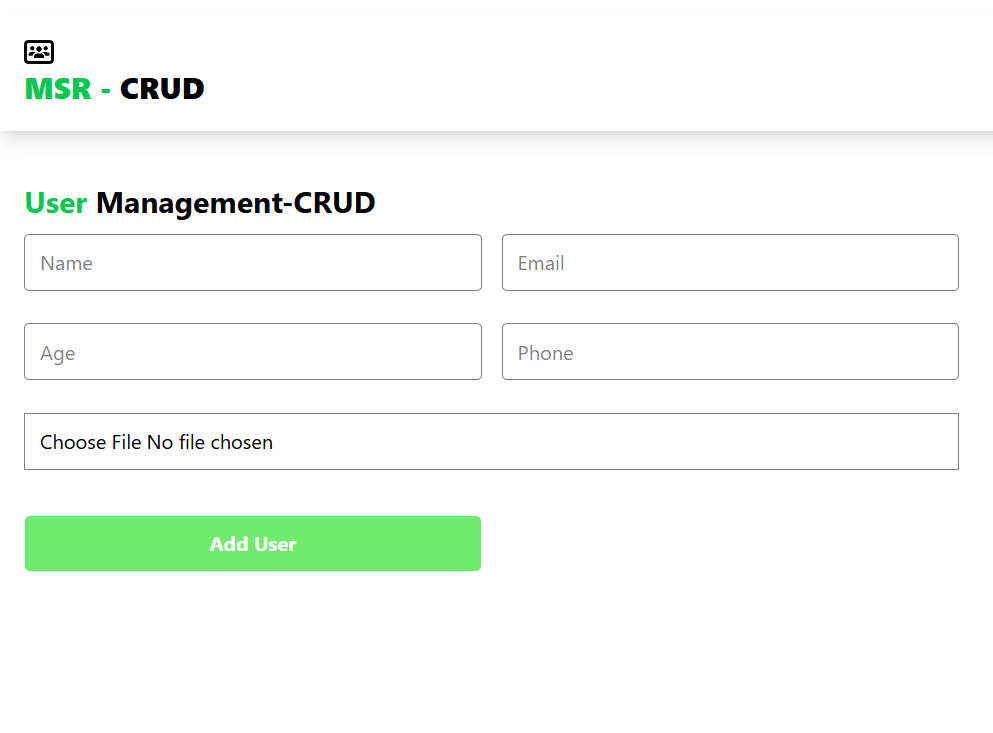 MSR - CRUD
User Management-CRUD
Name
Email
Age
Phone
Choose File No file chosen
Add User